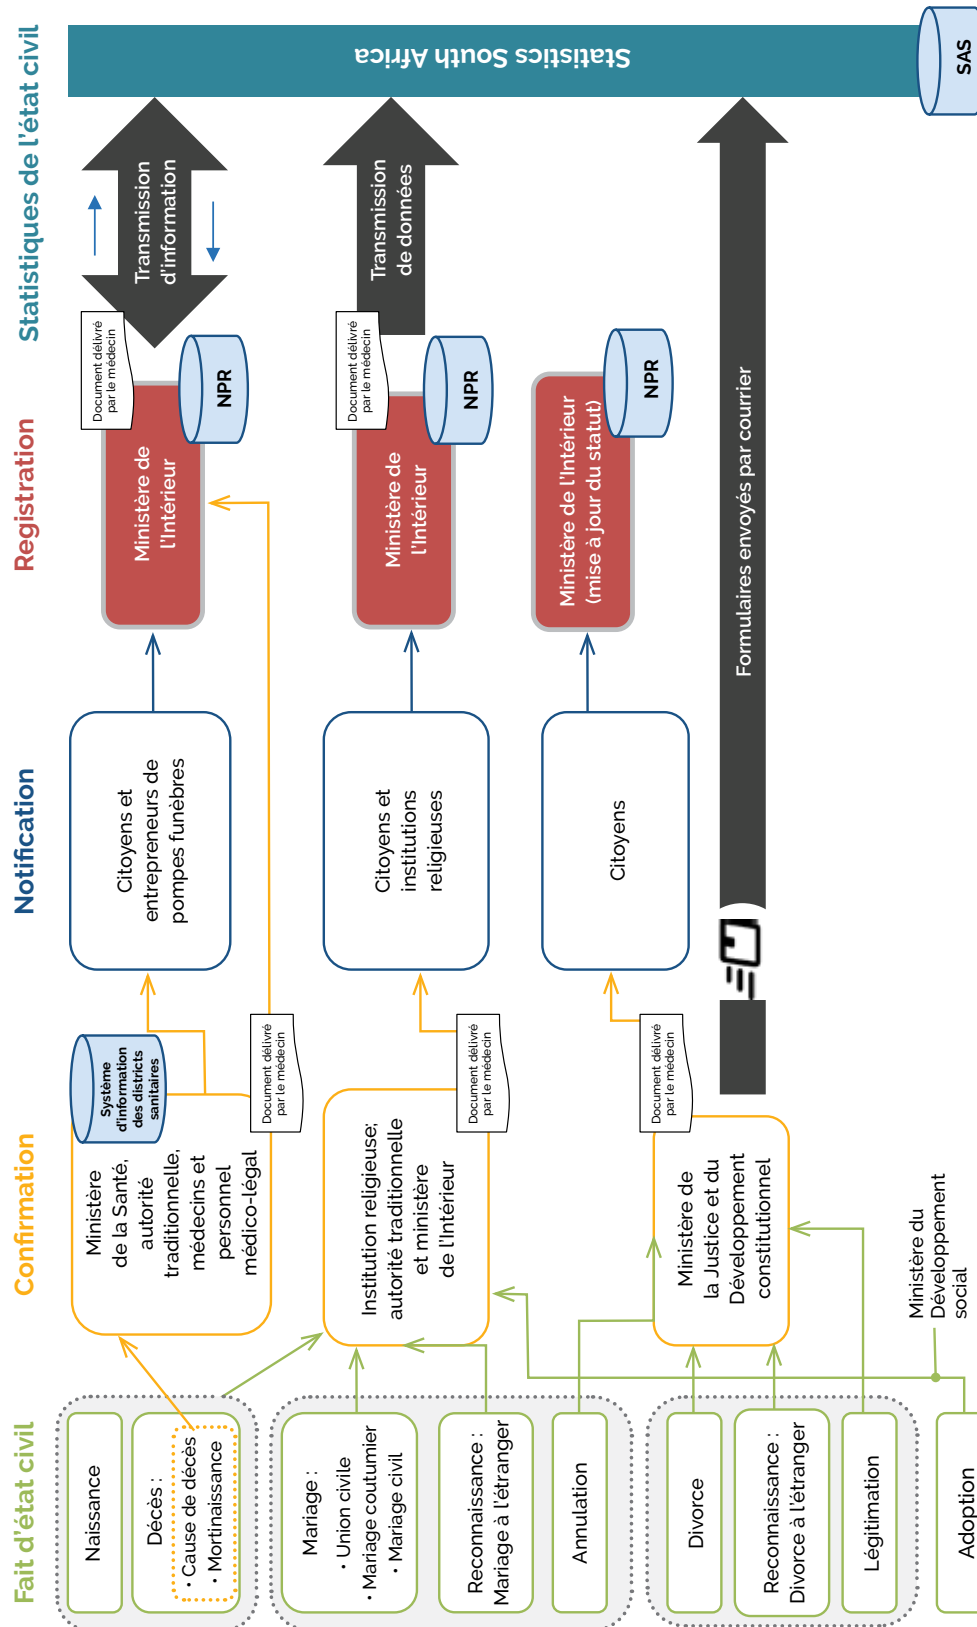 Fait d'état civil
Confirmation
Notification
Registration
Statistiques de l'état civil
Naissance
Décès :
• Cause de décès
• Mortinaissance
Ministère
de la Santé,
autorité
traditionnelle,
médecins et
personnel
médico-légal
Système
d'information
des districts
sanitaires
Document délivré
par le médecin
Citoyens et
entrepreneurs de
pompes funèbres
Ministère de
l'Intérieur
Document délivré
par le médecin
NPR
Transmission
d'information
Mariage :
• Union civile
• Mariage coutumier
• Mariage civil
Reconnaissance :
Mariage à l'étranger
Annulation
Institution religieuse;
autorité traditionnelle
et ministère
de l'Intérieur
Document délivré
par le médecin
Citoyens et
institutions
religieuses
Ministère de
l'Intérieur
Document délivré
par le médecin
NPR
Transmission
de données
Divorce
Reconnaissance :
Divorce à l'étranger
Légitimation
Ministère de
la Justice et du
Développement
constitutionnel
Document délivré
par le médecin
Citoyens
Ministère de l'Intérieur
(mise à jour du statut)
NPR
Formulaires envoyés par courrier
Adoption
Ministère du
Développement
social
Statistics South Africa
SAS